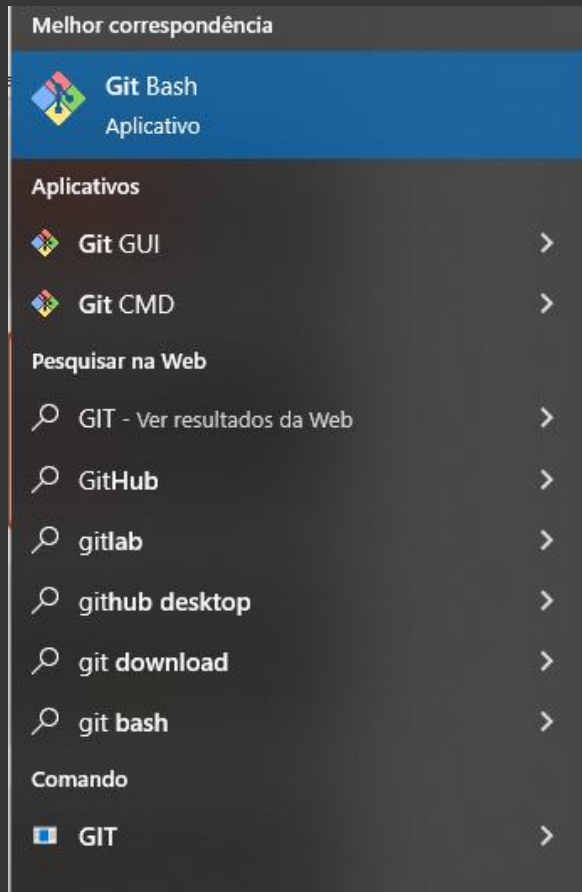 Melhor correspondência
Git Bash
Aplicativo
Aplicativos
Git GUI
Git CMD
Pesquisar na Web
GIT - Ver resultados da Web
GitHub
gitlab
github desktop
git download
git bash
Comando
GIT